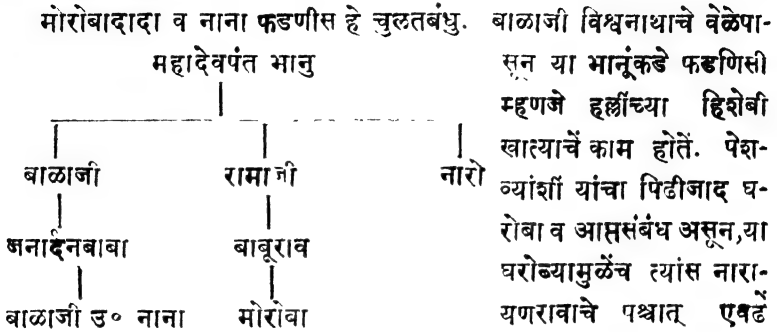 मोरोबादादा व नाना फडणीस हे चुलतबंधु. बाळाजी विश्वनाथाचे वेळेपा-
महादेवपंत भानु
बाळाजी रामाजी नारो
जनार्दनबाबा बाबूराव
बाळाजी उ० नाना मोरोबा
सून या भानूंकडे फडणिसी
म्हणजे हल्लींच्या हिशेबी
खात्याचें काम होतें. पेश-
व्यांशीं यांचा पिढीजाद घ-
रोबा व आप्तसंबंध असून,या
घरोब्यामुळेंच त्यांस नारा-
यणरावाचे पश्चात् एवढें